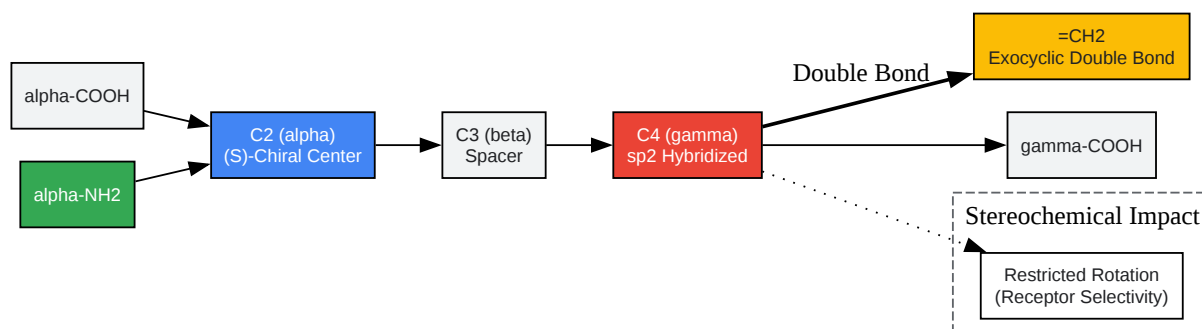 =CH2
Exocyclic Double Bond
Double Bond
alpha-COOH
C2 (alpha)
(S)-Chiral Center
C3 (beta)
Spacer
C4 (gamma)
sp2 Hybridized
gamma-COOH
alpha-NH2
Stereochemical Impact
Restricted Rotation
(Receptor Selectivity)